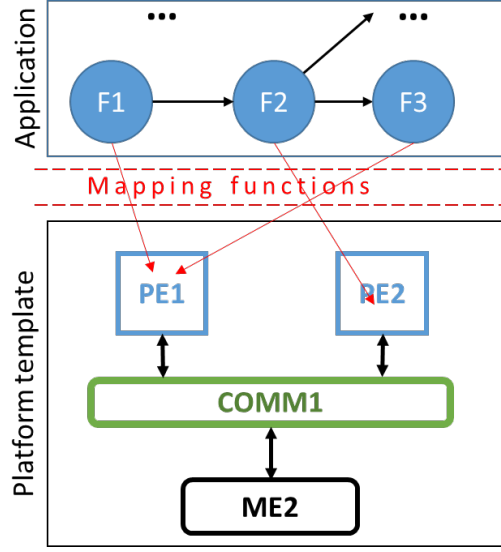 Application
... ...
F1 F2 F3
Mapping functions
Platform template
PE1 PE2
COMM1
ME2